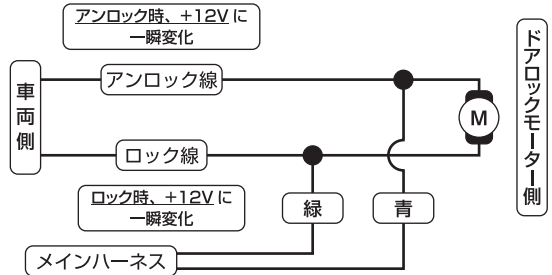 アンロック時、+12Vに
一瞬変化
車両側
アンロック線
M
ドアロックモーター側
ロック線
ロック時、+12Vに
一瞬変化
緑
青
メインハーネス